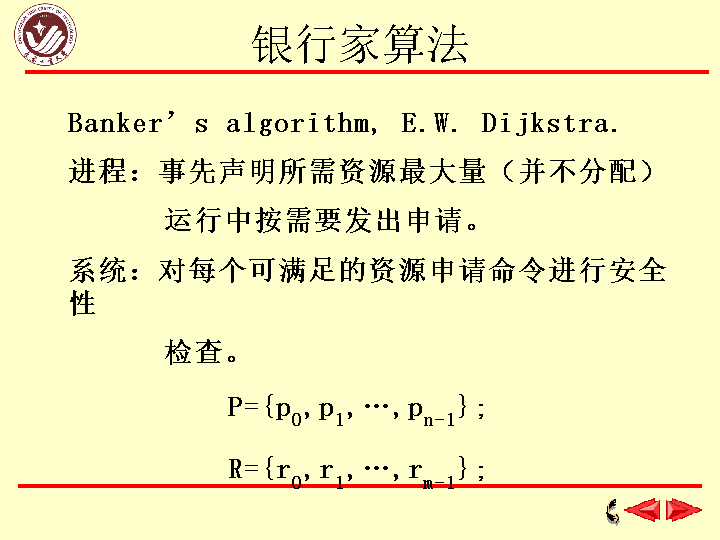 银行家算法
Banker’s algorithm, E.W. Dijkstra.
进程：事先声明所需资源最大量（并不分配）
运行中按需要发出申请。
系统：对每个可满足的资源申请命令进行安全
性
检查。
P={p0,p1,…,pn-1};
R={r0,r1,…,rm-1};